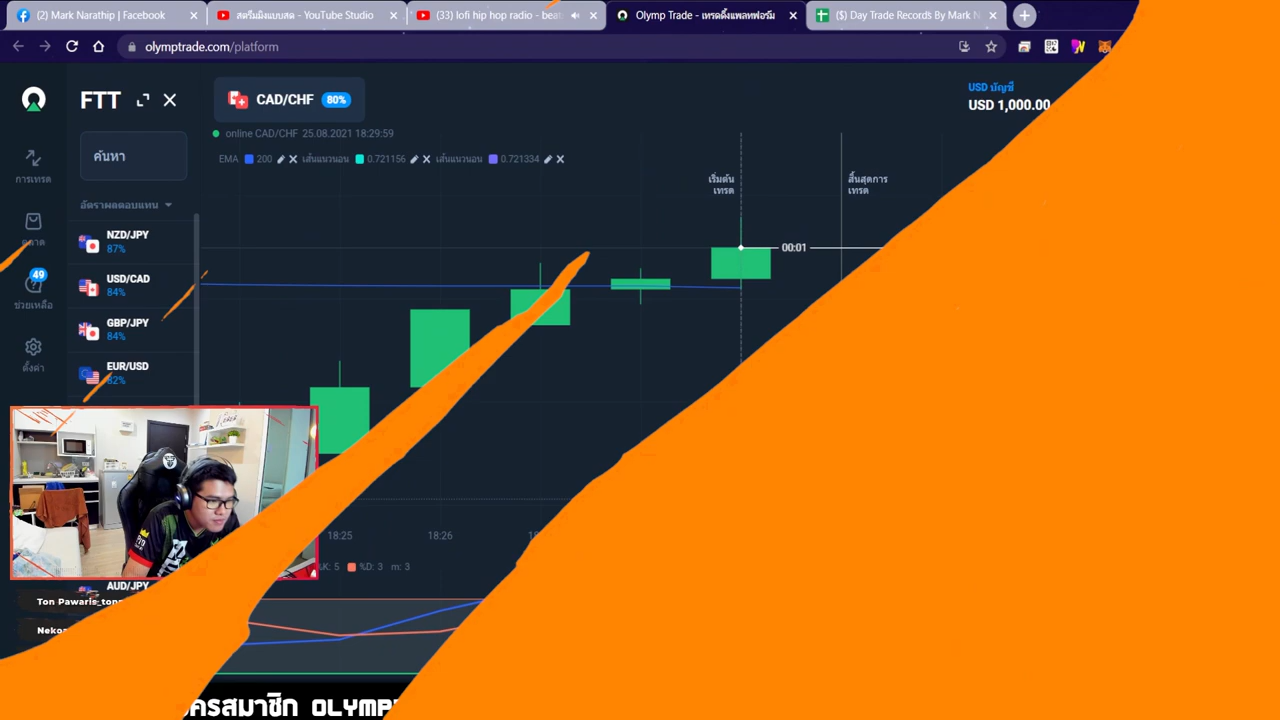 (2) Mark Narathip | Facebook
สตรีมมิงแบบสด - YouTube Studio
(33) lofi hip hop radio - bea
Olymp Trade - เทรดดิ้งแพลทฟอร์ม
($) Day Trade Records By Mark N
olymptrade.com/platform
FTT
CAD/CHF 80%
USD บัญชี
USD 1,000.00
online CAD/CHF 25.08.2021 18:29:59
EMA 200 เส้นแนวนอน 0.721156 เส้นแนวนอน 0.721334
ค้นหา
การเทรด
อัตราผลตอบแทน
เริ่มต้น
เทรด
สิ้นสุดการ
เทรด
NZD/JPY
87%
ตลาด
00:01
49
USD/CAD
84%
ช่วยเหลือ
GBP/JPY
84%
ตั้งค่า
EUR/USD
82%
18:25
18:26
%K: 5 %D: 3 m: 3
AUD/JPY
Ton Pawaris_ton
Neko
ครสมาชิก OLYMP